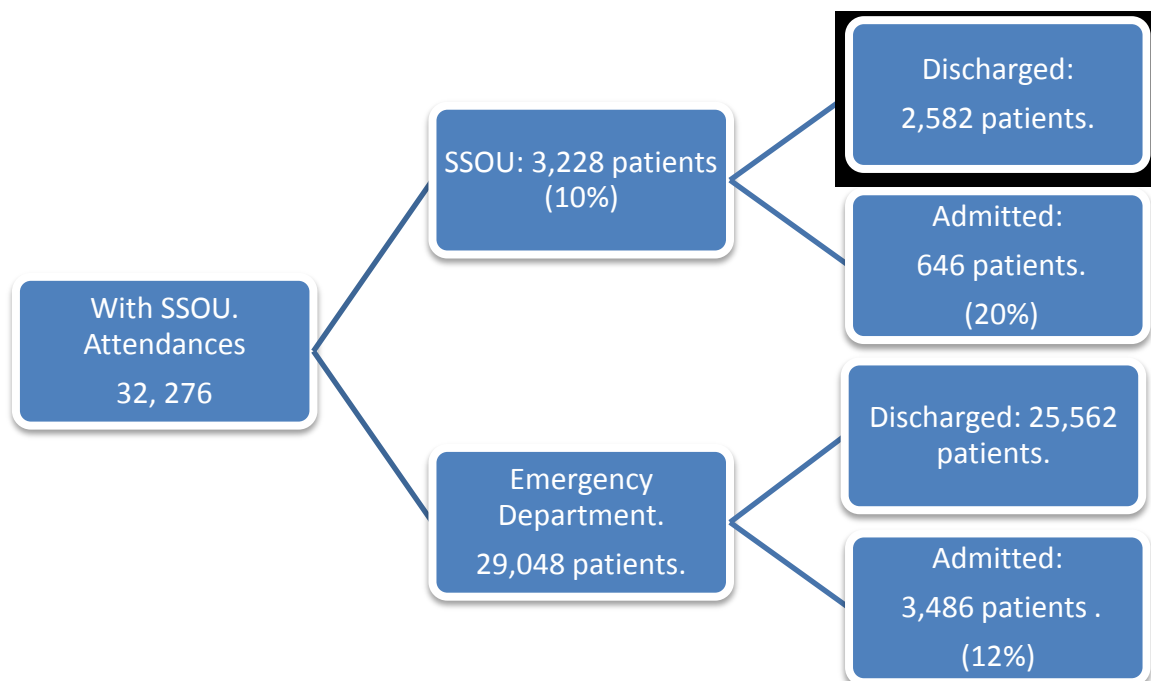 With SSOU.
Attendances
32, 276
SSOU: 3,228 patients
(10%)
Emergency
Department.
29,048 patients.
Discharged:
2,582 patients.
Admitted:
646 patients.
(20%)
Discharged: 25,562
patients.
Admitted:
3,486 patients .
(12%)